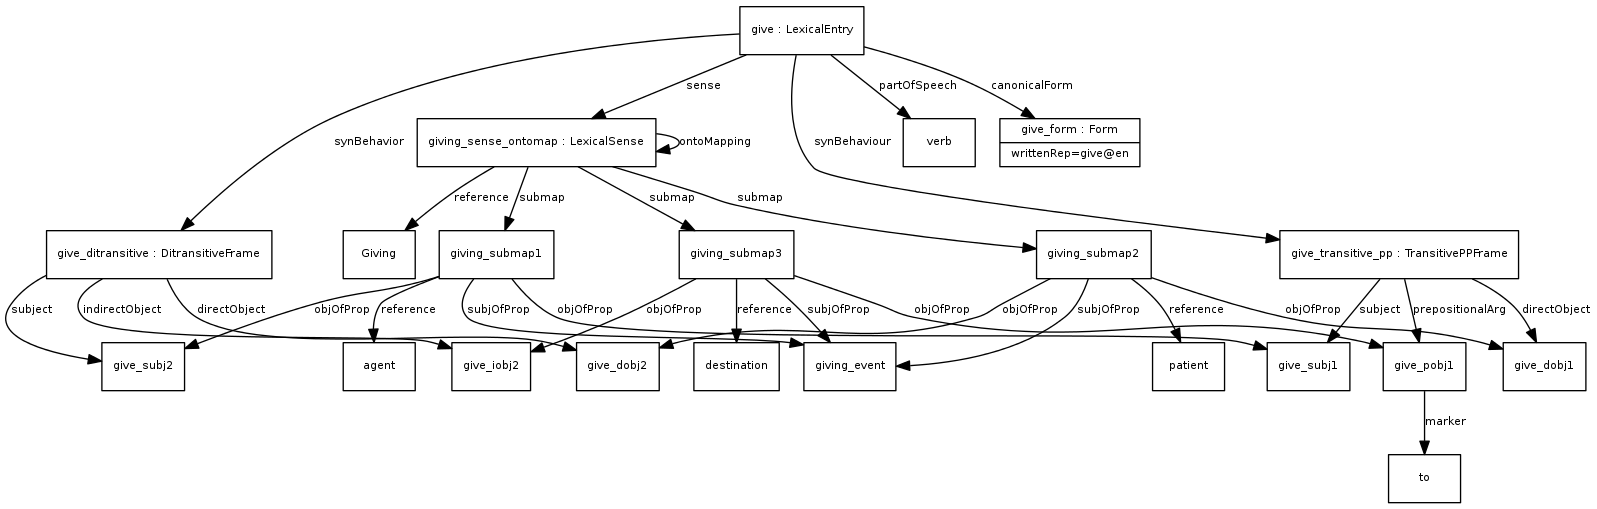 give : LexicalEntry
sense
partOfSpeech
canonicalForm
synBehavior
giving_sense_ontomap : LexicalSense
ontoMapping
synBehaviour
verb
give_form : Form
writtenRep=give@en
reference
submap
submap
submap
give_ditransitive : DitransitiveFrame
Giving
giving_submap1
giving_submap3
giving_submap2
give_transitive_pp : TransitivePPFrame
subject
indirectObject
directObject
objOfProp
reference
subjOfProp
objOfProp
objOfProp
reference
subjOfProp
objOfProp
objOfProp
subjOfProp
reference
objOfProp
subject
prepositionalArg
directObject
give_subj2
agent
give_iobj2
give_dobj2
destination
giving_event
patient
give_subj1
give_pobj1
give_dobj1
marker
to